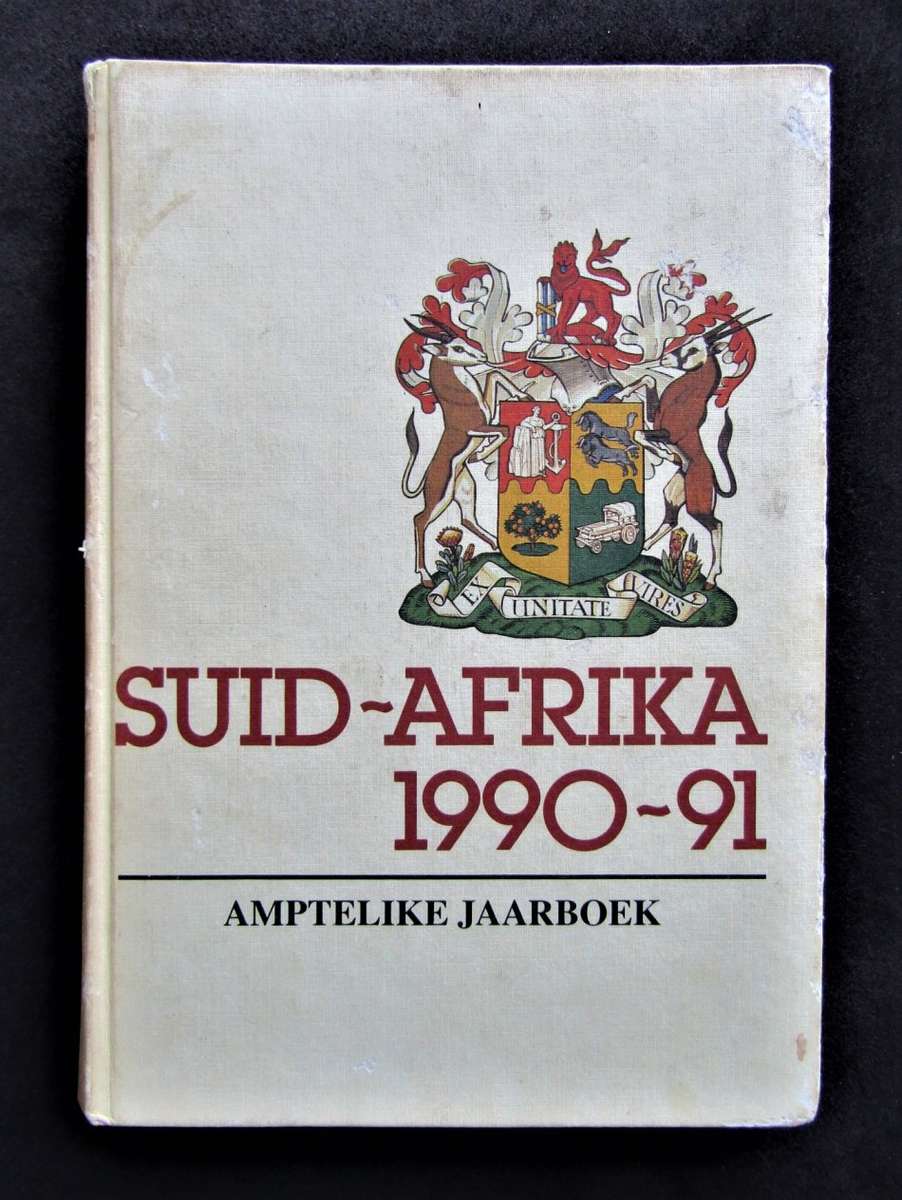 EX UNITATE VIRES
SUID~AFRIKA
1990~91
AMPTELIKE JAARBOEK